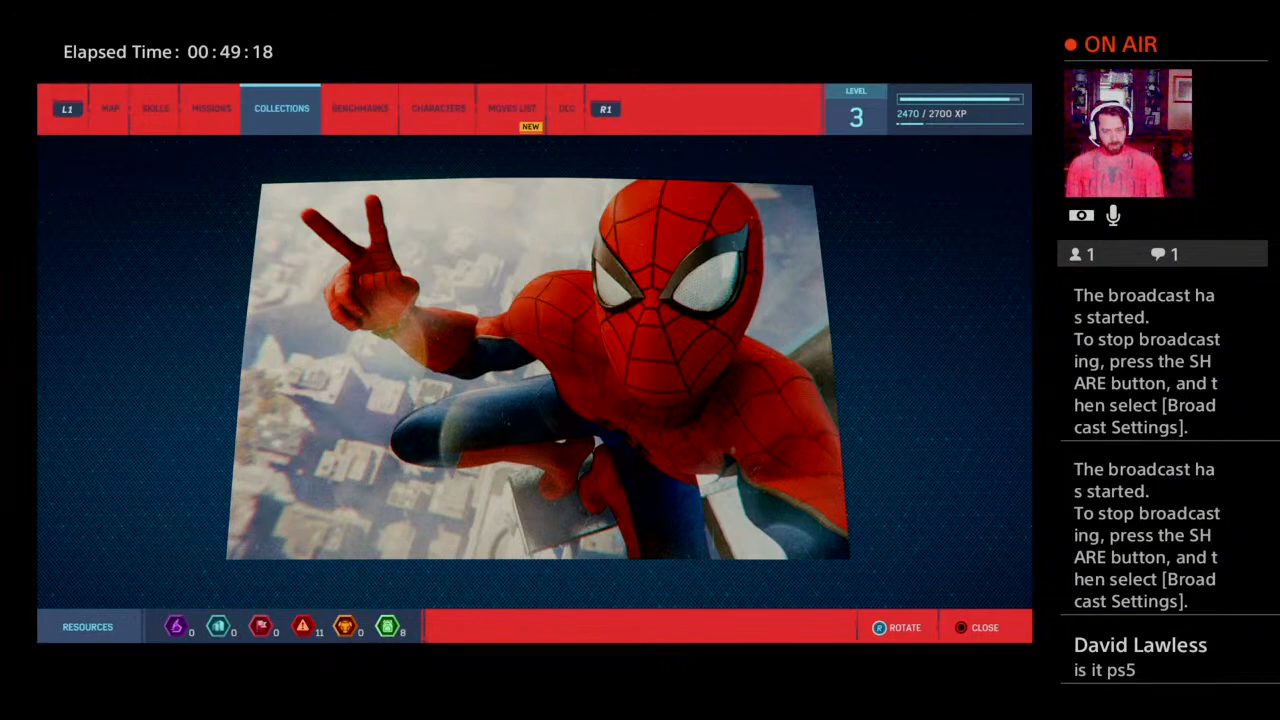 Elapsed Time: 00:49:18
ON AIR
L1 MAP SKILLS MISSIONS COLLECTIONS BENCHMARKS CHARACTERS MOVES LIST DLC R1
NEW
LEVEL
3
2470 / 2700 XP
1 1
The broadcast ha
s started.
To stop broadcast
ing, press the SH
ARE button, and t
hen select [Broad
cast Settings].
The broadcast ha
s started.
To stop broadcast
ing, press the SH
ARE button, and t
hen select [Broad
cast Settings].
David Lawless
is it ps5
RESOURCES 0 0 0 11 0 8
R ROTATE CLOSE